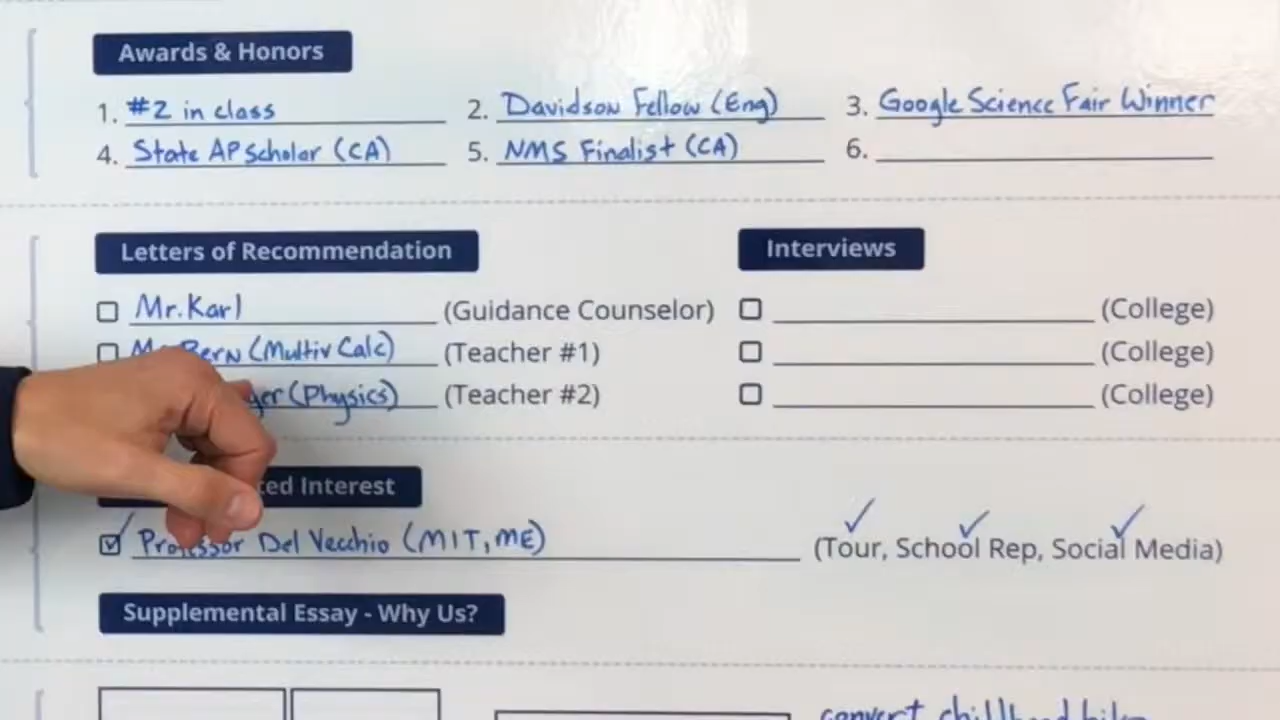 Awards & Honors
1. #2 in class 2. Davidson Fellow (Eng) 3. Google Science Fair Winner
4. State AP Scholar (CA) 5. NMS Finalist (CA) 6.
Letters of Recommendation Interviews
Mr. Karl (Guidance Counselor) (College)
Bern (Multiv Calc) (Teacher #1) (College)
(Physics) (Teacher #2) (College)
Interest
Professor Del Vecchio (MIT, ME) (Tour, School Rep, Social Media)
Supplemental Essay - Why Us?
convert childhood